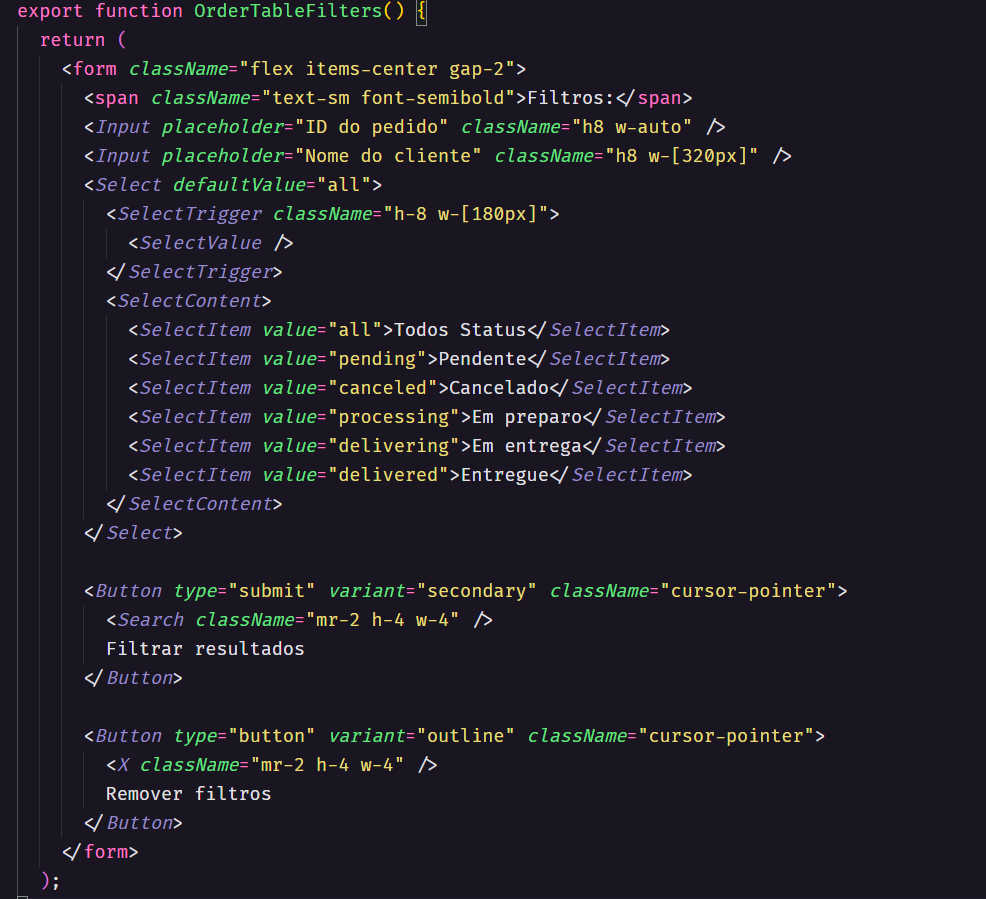 export function OrderTableFilters() {
return (
<form className="flex items-center gap-2">
<span className="text-sm font-semibold">Filtros:</span>
<Input placeholder="ID do pedido" className="h8 w-auto" />
<Input placeholder="Nome do cliente" className="h8 w-[320px]" />
<Select defaultValue="all">
<SelectTrigger className="h-8 w-[180px]">
<SelectValue />
</SelectTrigger>
<SelectContent>
<SelectItem value="all">Todos Status</SelectItem>
<SelectItem value="pending">Pendente</SelectItem>
<SelectItem value="canceled">Cancelado</SelectItem>
<SelectItem value="processing">Em preparo</SelectItem>
<SelectItem value="delivering">Em entrega</SelectItem>
<SelectItem value="delivered">Entregue</SelectItem>
</SelectContent>
</Select>
<Button type="submit" variant="secondary" className="cursor-pointer">
<Search className="mr-2 h-4 w-4" />
Filtrar resultados
</Button>
<Button type="button" variant="outline" className="cursor-pointer">
<X className="mr-2 h-4 w-4" />
Remover filtros
</Button>
</form>
);